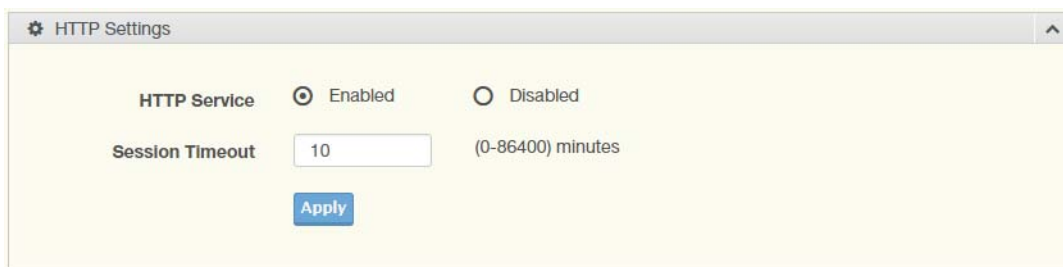 HTTP Settings
HTTP Service Enabled Disabled
Session Timeout 10 (0-86400) minutes
Apply